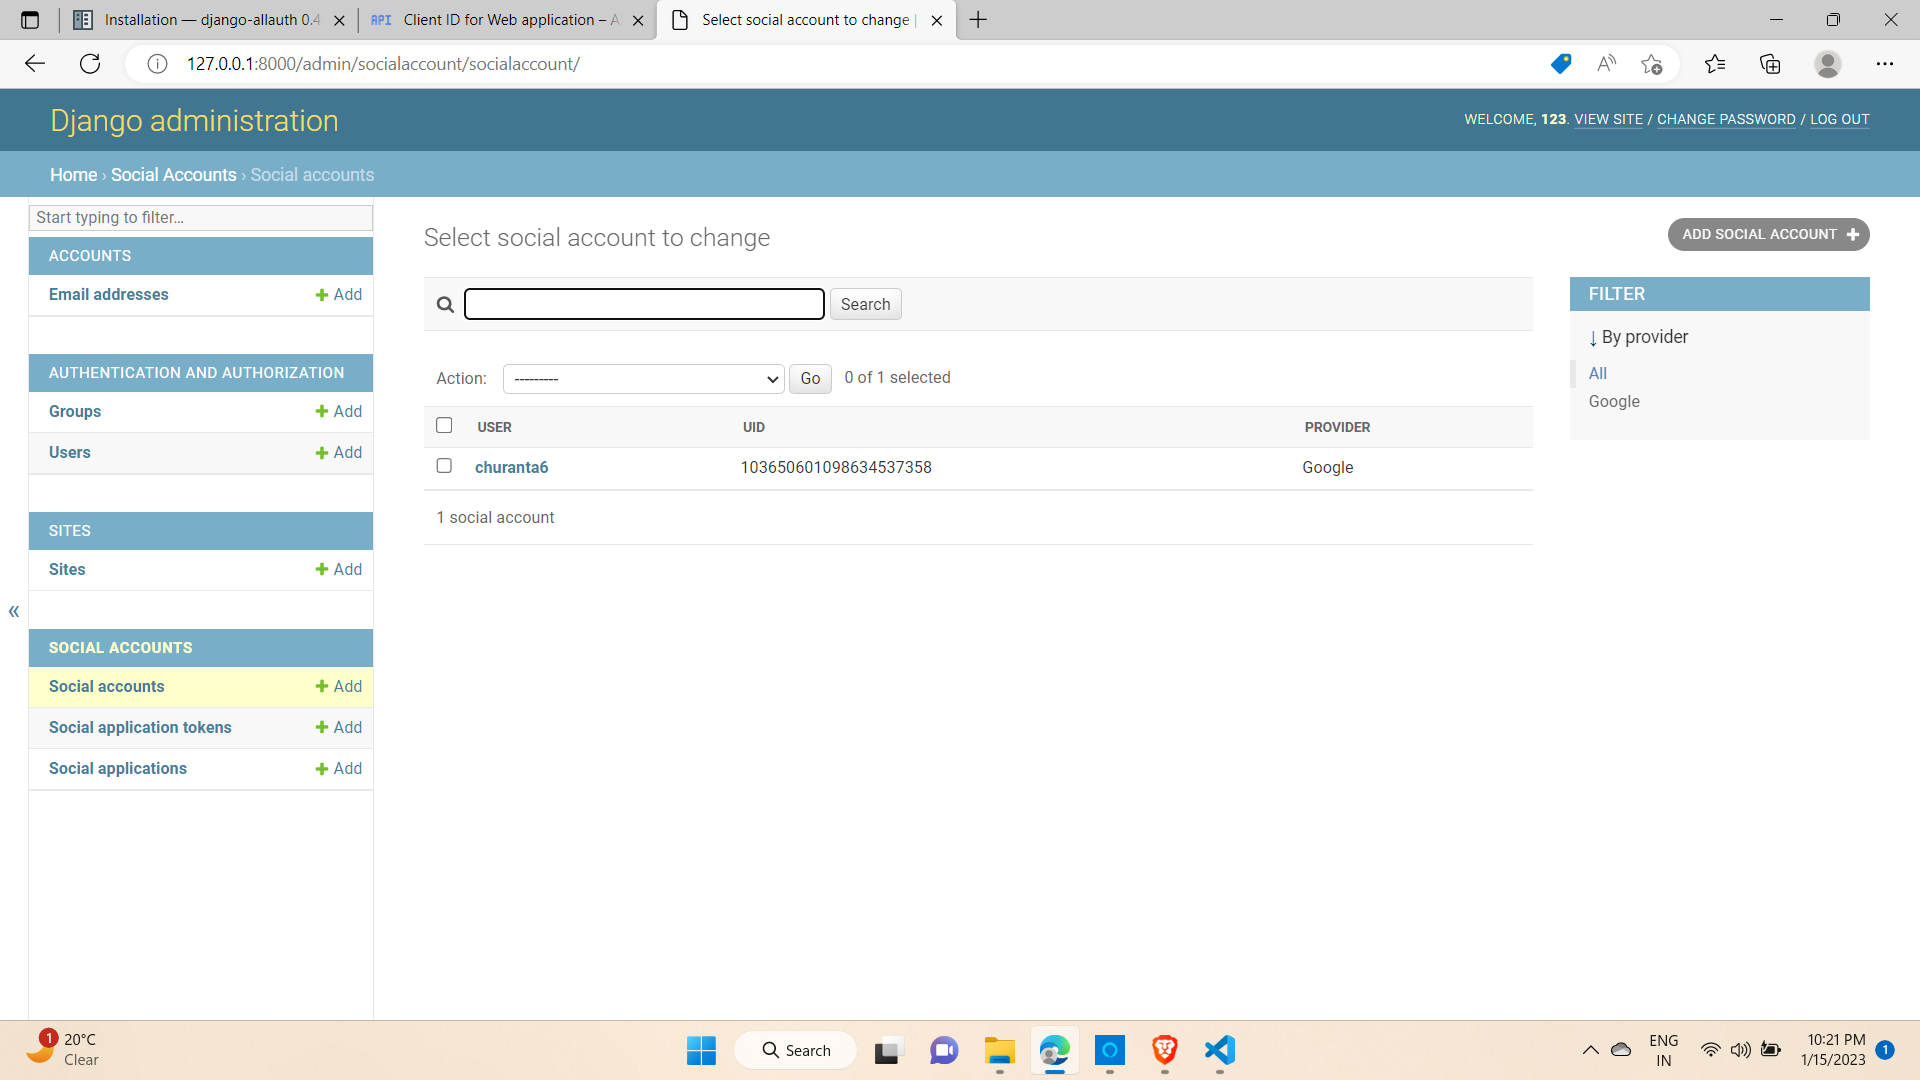 Installation — django-allauth 0.4
API Client ID for Web application – A
Select social account to change |
127.0.0.1:8000/admin/socialaccount/socialaccount/
Django administration
WELCOME, 123. VIEW SITE / CHANGE PASSWORD / LOG OUT
Home › Social Accounts › Social accounts
Start typing to filter...
ACCOUNTS
Email addresses + Add
AUTHENTICATION AND AUTHORIZATION
Groups + Add
Users + Add
SITES
Sites + Add
«
SOCIAL ACCOUNTS
Social accounts + Add
Social application tokens + Add
Social applications + Add
Select social account to change
ADD SOCIAL ACCOUNT +
Search
Action: --------- Go 0 of 1 selected
USER UID PROVIDER
churanta6 103650601098634537358 Google
1 social account
FILTER
↓ By provider
All
Google
1
20°C
Clear
Search
ENG
IN
10:21 PM
1/15/2023
1